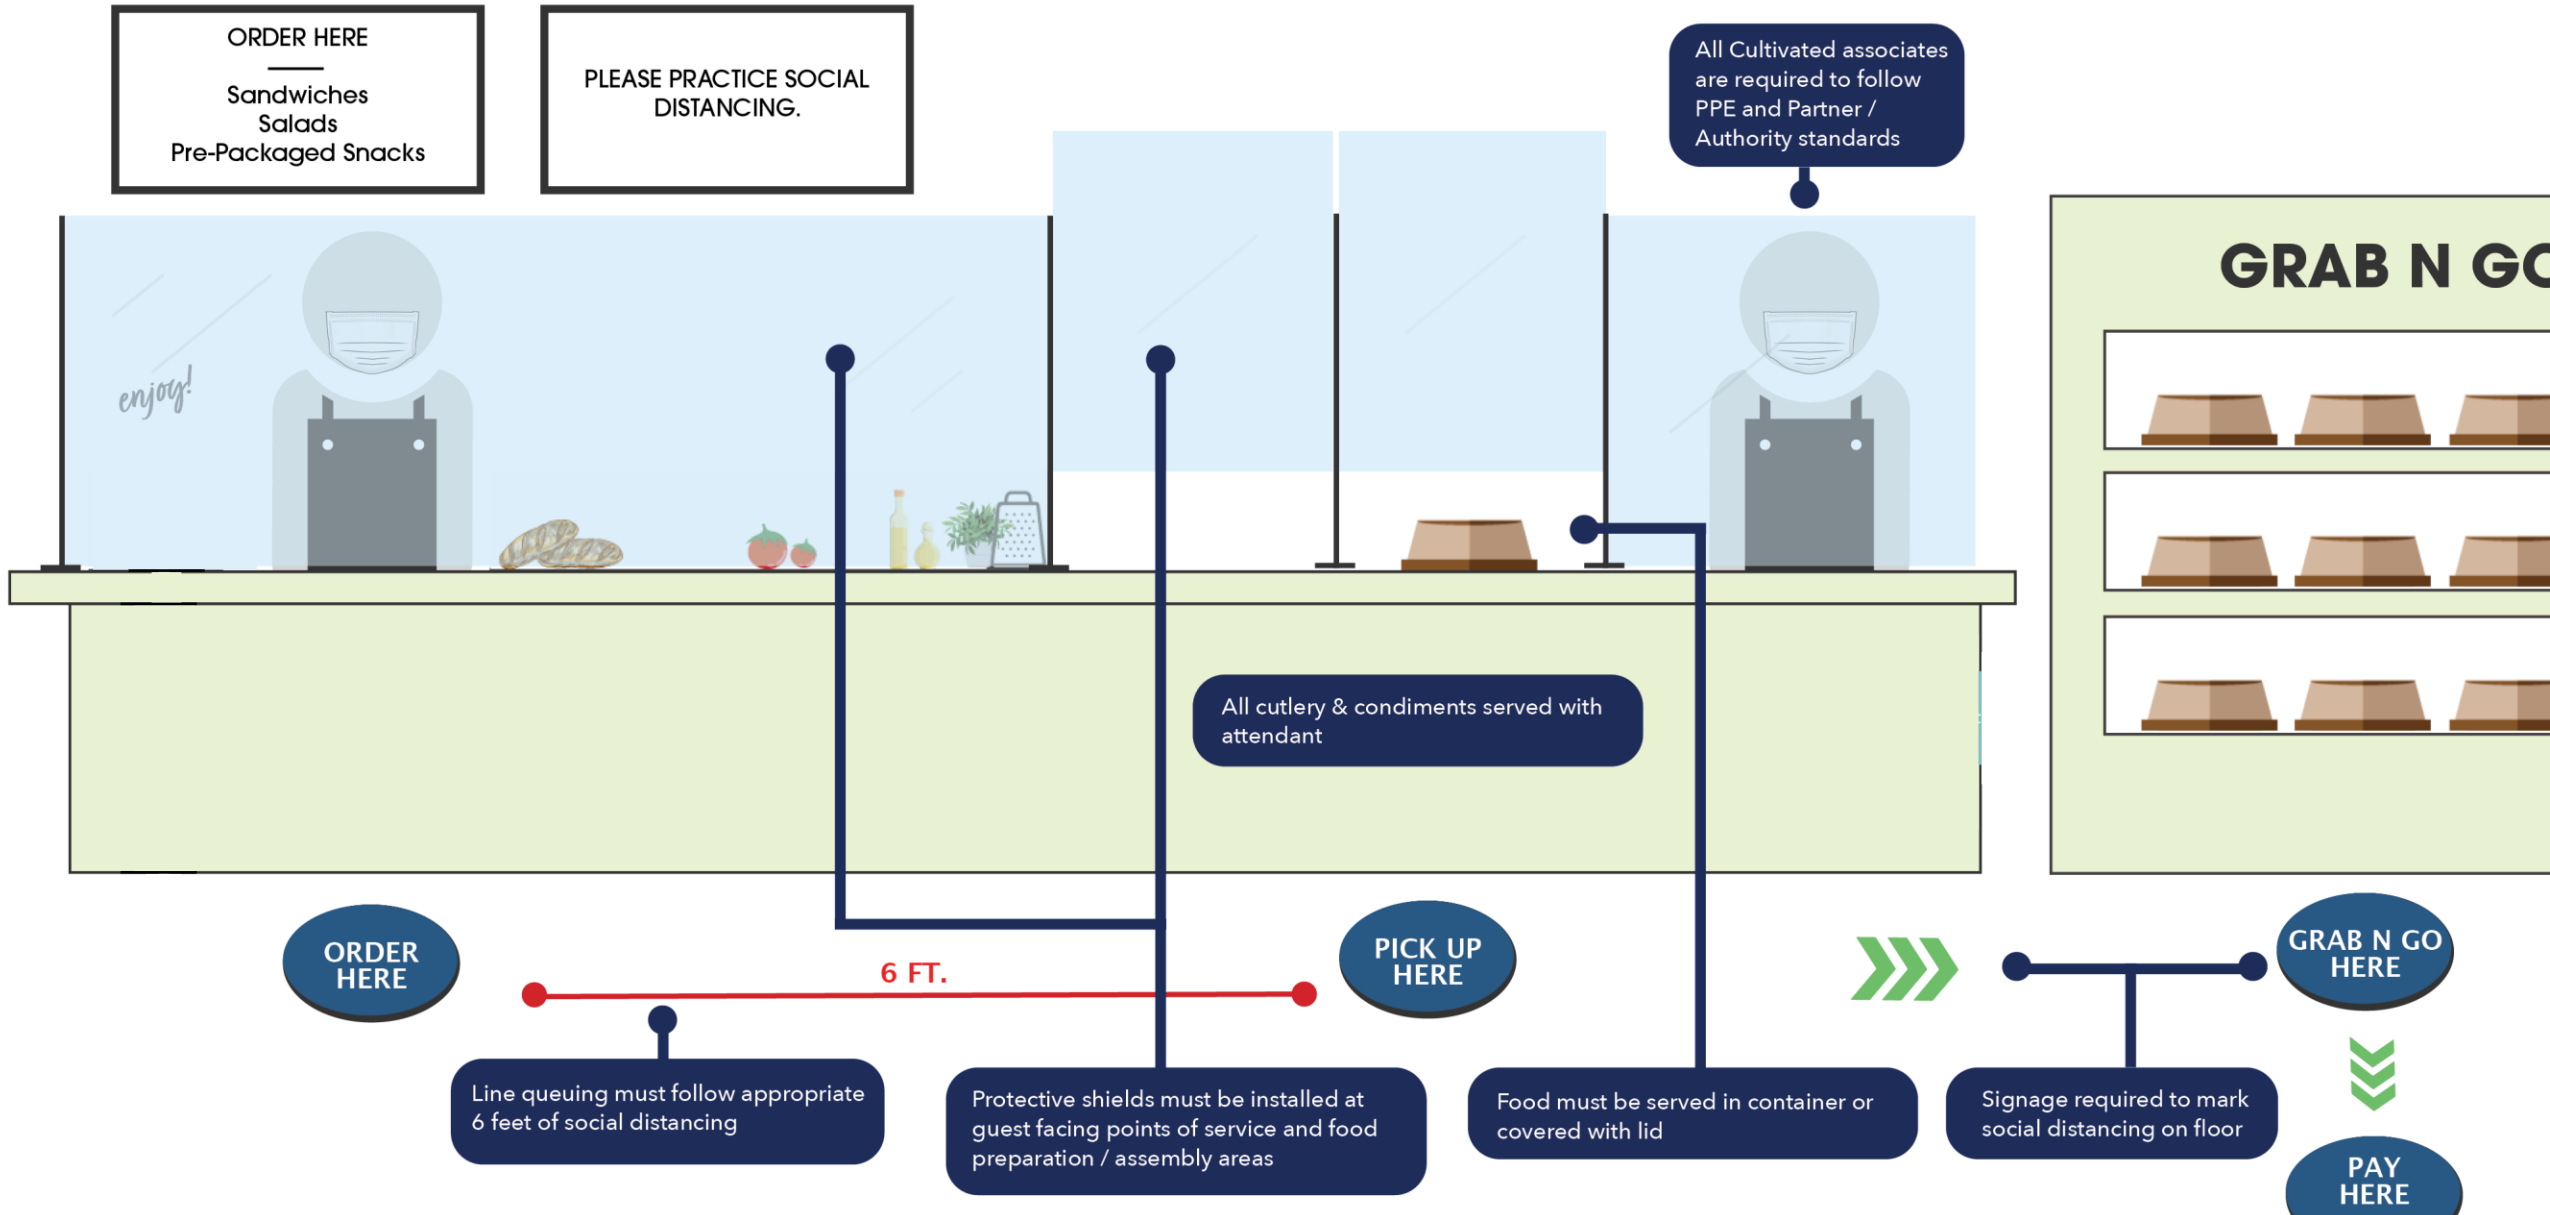 ORDER HERE
Sandwiches
Salads
Pre-Packaged Snacks
PLEASE PRACTICE SOCIAL
DISTANCING.
All Cultivated associates
are required to follow
PPE and Partner /
Authority standards
GRAB N GO
enjoy!
All cutlery & condiments served with
attendant
ORDER
HERE
6 FT.
PICK UP
HERE
GRAB N GO
HERE
Line queuing must follow appropriate
6 feet of social distancing
Protective shields must be installed at
guest facing points of service and food
preparation / assembly areas
Food must be served in container or
covered with lid
Signage required to mark
social distancing on floor
PAY
HERE